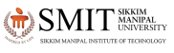 SMIT SIKKIM
MANIPAL
UNIVERSITY
SIKKIM MANIPAL INSTITUTE OF TECHNOLOGY